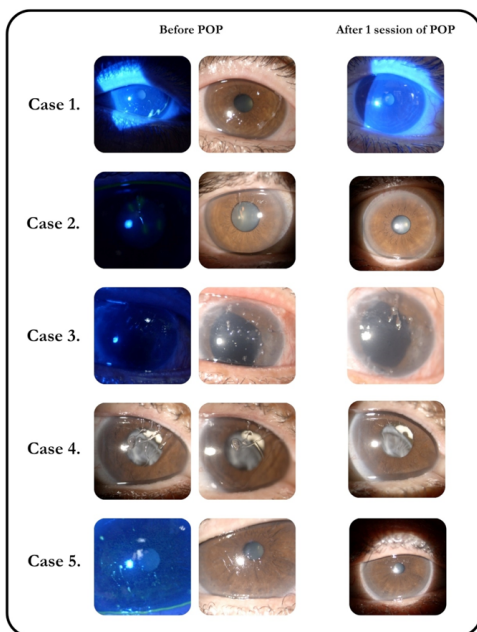 Before POP
After 1 session of POP
Case 1.
Case 2.
Case 3.
Case 4.
Case 5.